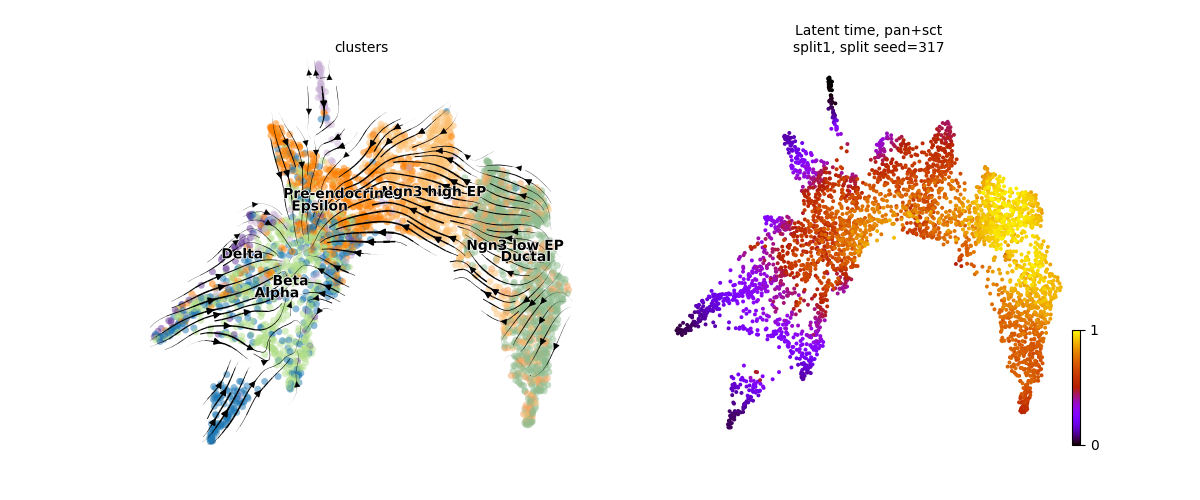 clusters
Pre-endocrine
Ngn3 high EP
Epsilon
Delta
Ngn3 low EP
Ductal
Beta
Alpha
Latent time, pan+sct
split1, split seed=317
1
0